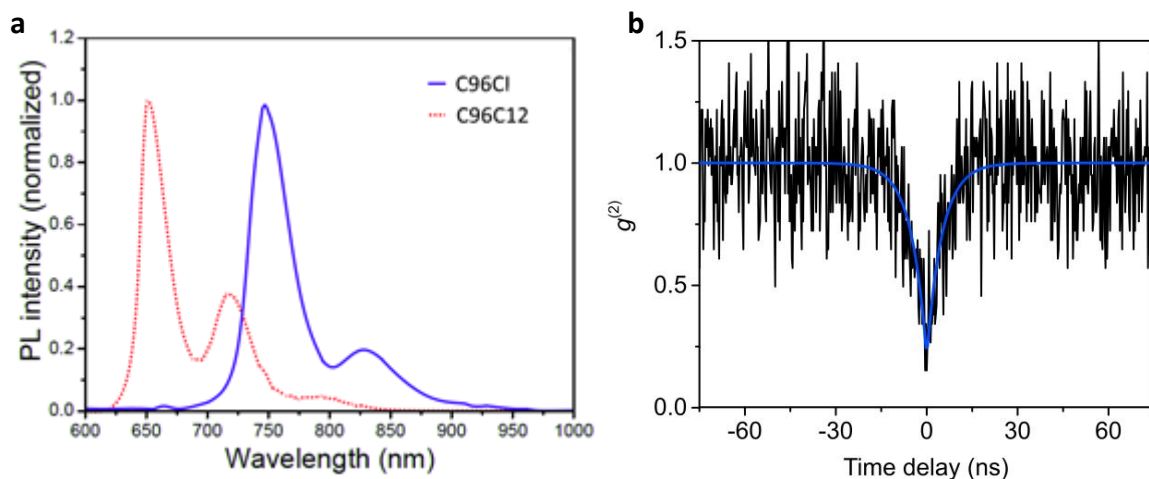 a
1.2
1.0
0.8
0.6
0.4
0.2
0.0
600 650 700 750 800 850 900 950 1000
PL intensity (normalized)
Wavelength (nm)
C96Cl
C96C12
b
1.5
1.0
0.5
0.0
-60 -30 0 30 60
g(2)
Time delay (ns)